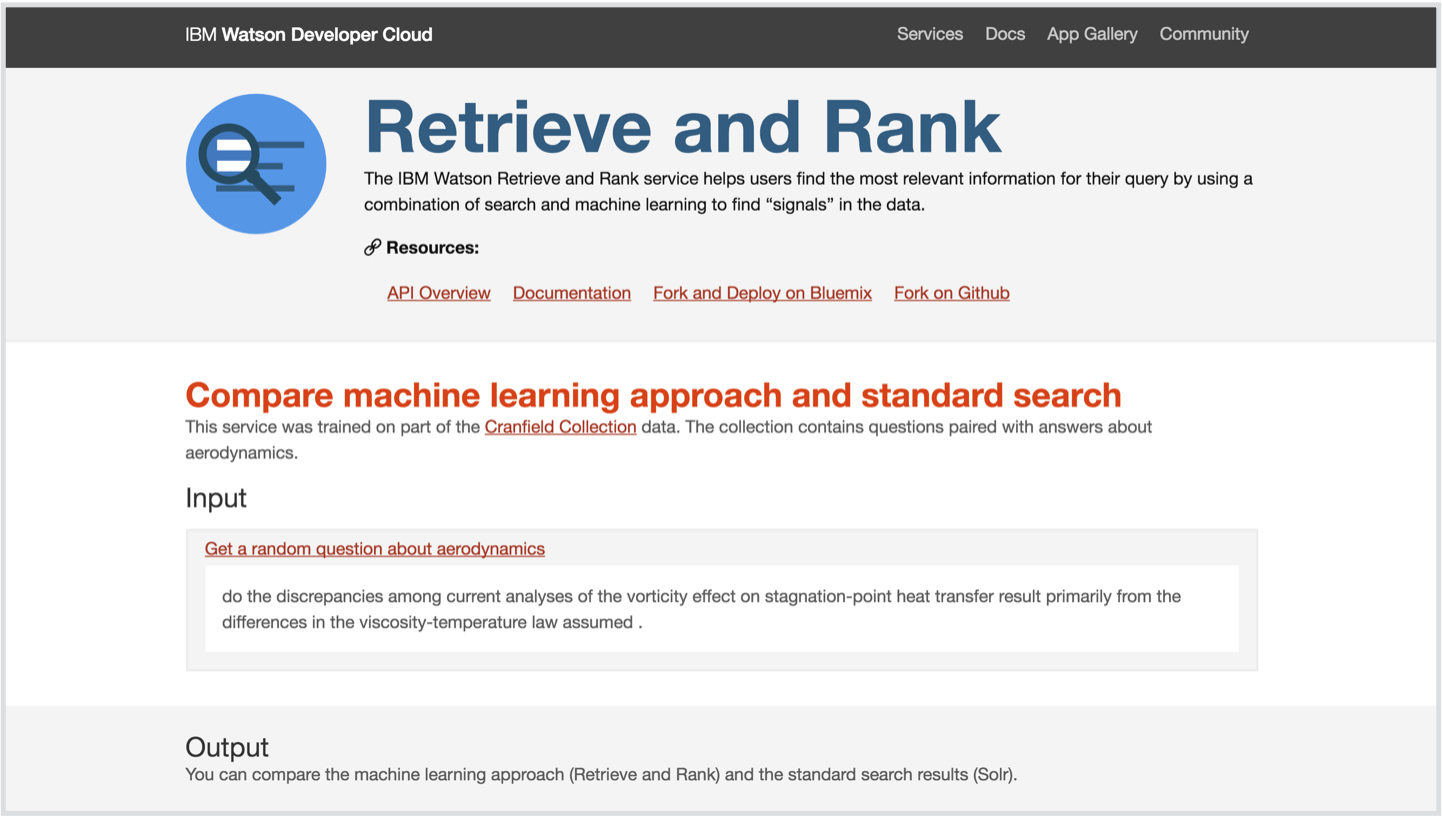 IBM Watson Developer Cloud
Services Docs App Gallery Community
Retrieve and Rank
The IBM Watson Retrieve and Rank service helps users find the most relevant information for their query by using a
combination of search and machine learning to find “signals” in the data.
Resources:
API Overview Documentation Fork and Deploy on Bluemix Fork on Github
Compare machine learning approach and standard search
This service was trained on part of the Cranfield Collection data. The collection contains questions paired with answers about
aerodynamics.
Input
Get a random question about aerodynamics
do the discrepancies among current analyses of the vorticity effect on stagnation-point heat transfer result primarily from the
differences in the viscosity-temperature law assumed .
Output
You can compare the machine learning approach (Retrieve and Rank) and the standard search results (Solr).